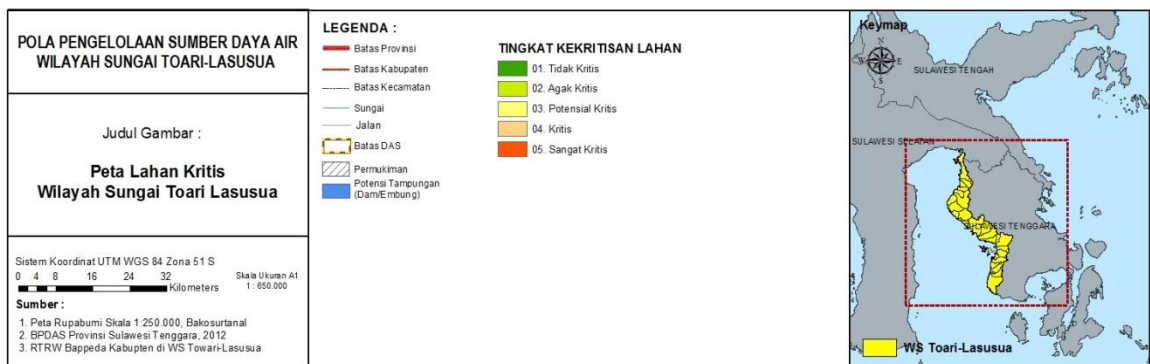 POLA PENGELOLAAN SUMBER DAYA AIR
WILAYAH SUNGAI TOARI-LASUSUA
Judul Gambar :
Peta Lahan Kritis
Wilayah Sungai Toari Lasusua
Sistem Koordinat UTM WGS 84 Zona 51 S
0 4 8 16 24 32
Kilometers
Skala Ukuran A1
1 : 650.000
Sumber :
1. Peta Rupabumi Skala 1:250.000, Bakosurtanal
2. BPDAS Provinsi Sulawesi Tenggara, 2012
3. RTRW Bappeda Kabupten di WS Towari-Lasusua
LEGENDA :
Batas Provinsi
Batas Kabupaten
Batas Kecamatan
Sungai
Jalan
Batas DAS
Permukiman
Potensi Tampungan
(Dam/Embung)
TINGKAT KEKRITISAN LAHAN
01. Tidak Kritis
02. Agak Kritis
03. Potensial Kritis
04. Kritis
05. Sangat Kritis
Keymap
N
W E
S
SULAWESI TENGAH
SULAWESI SELATAN
SULAWESI TENGGARA
WS Toari-Lasusua